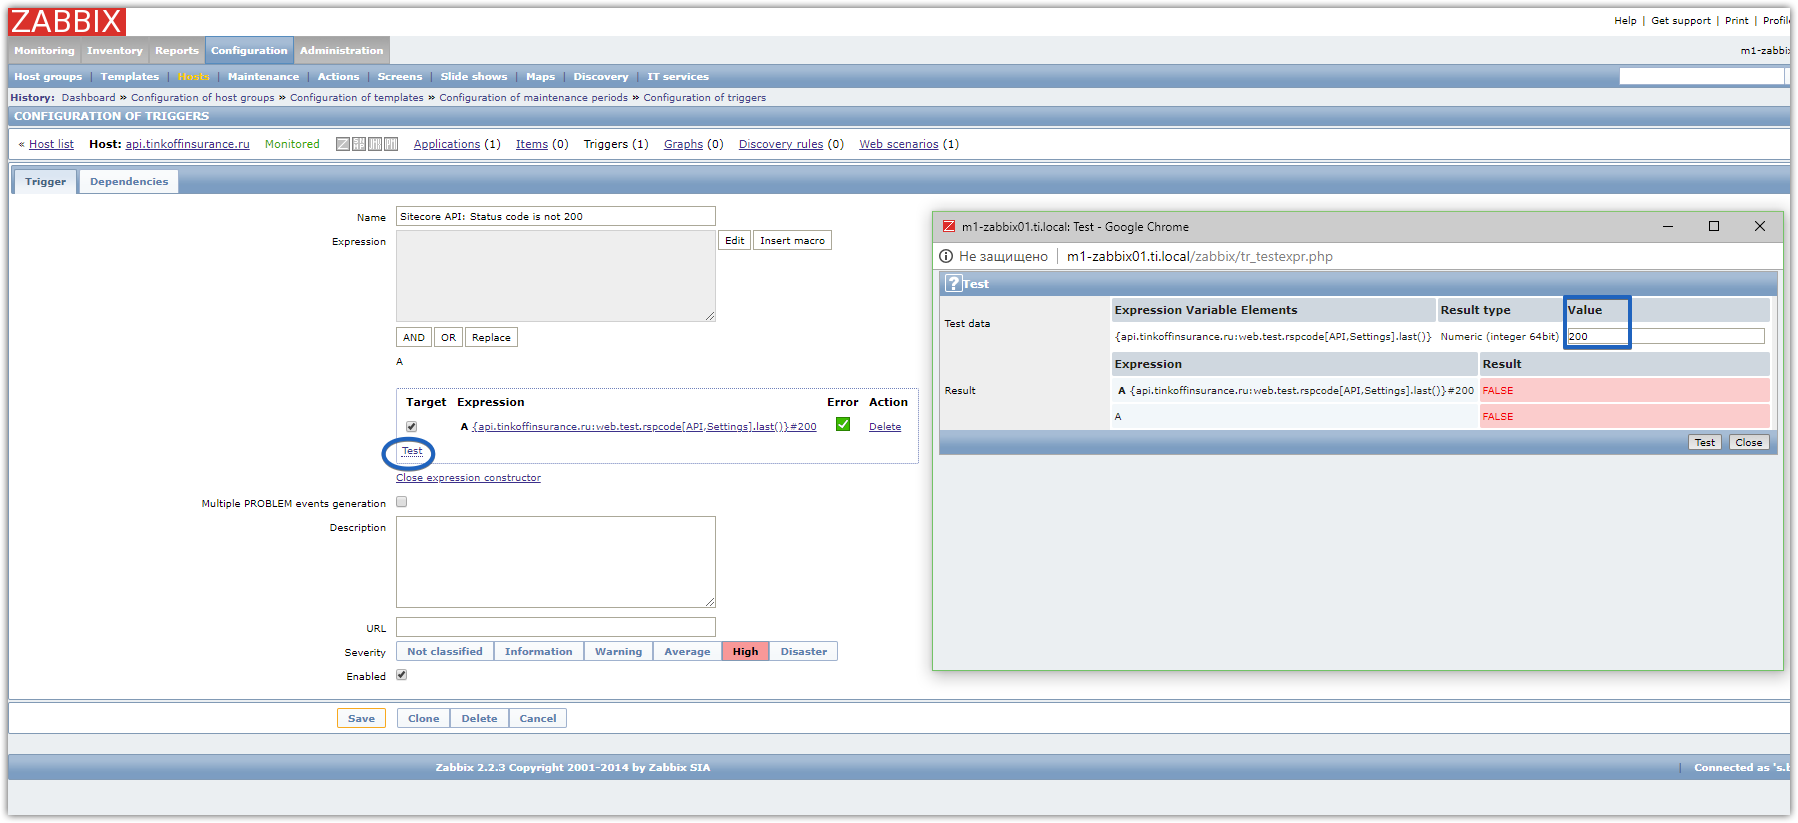 ZABBIX
Help | Get support | Print |
Monitoring Inventory Reports Configuration Administration
Host groups | Templates | Hosts | Maintenance | Actions | Screens | Slide shows | Maps | Discovery | IT services
History: Dashboard » Configuration of host groups » Configuration of templates » Configuration of maintenance periods » Configuration of triggers
CONFIGURATION OF TRIGGERS
« Host list Host: api.tinkoffinsurance.ru Monitored Applications (1) Items (0) Triggers (1) Graphs (0) Discovery rules (0) Web scenarios (1)
Trigger Dependencies
Name Sitecore API: Status code is not 200
Expression Edit Insert macro
AND OR Replace
A
Target Expression Error Action
A {api.tinkoffinsurance.ru:web.test.rspcode[API,Settings].last()}#200 Delete
Test
Close expression constructor
Multiple PROBLEM events generation
Description
URL
Severity Not classified Information Warning Average High Disaster
Enabled
Save Clone Delete Cancel
Zabbix 2.2.3 Copyright 2001-2014 by Zabbix SIA
| Connected as
m1-zabbix01.ti.local: Test - Google Chrome
Не защищено | m1-zabbix01.ti.local/zabbix/tr_testexpr.php
? Test
Test data
Expression Variable Elements Result type Value
{api.tinkoffinsurance.ru:web.test.rspcode[API,Settings].last()} Numeric (integer 64bit) 200
Expression Result
Result
A {api.tinkoffinsurance.ru:web.test.rspcode[API,Settings].last()}#200 FALSE
A FALSE
Test Close